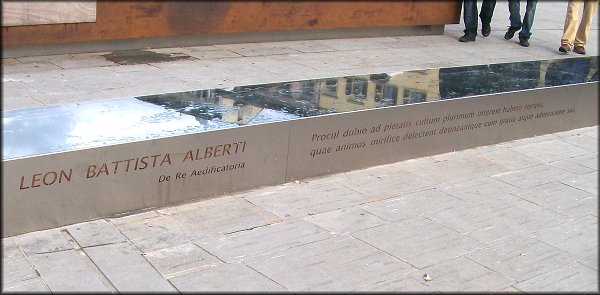 LEON BATTISTA ALBERTI
De Re Aedificatoria
Procul dubio ad pietatis cultum plurimum interest habere templa,
quae animos mirifice delectent detineantque cum gratia atque admiratione sui.